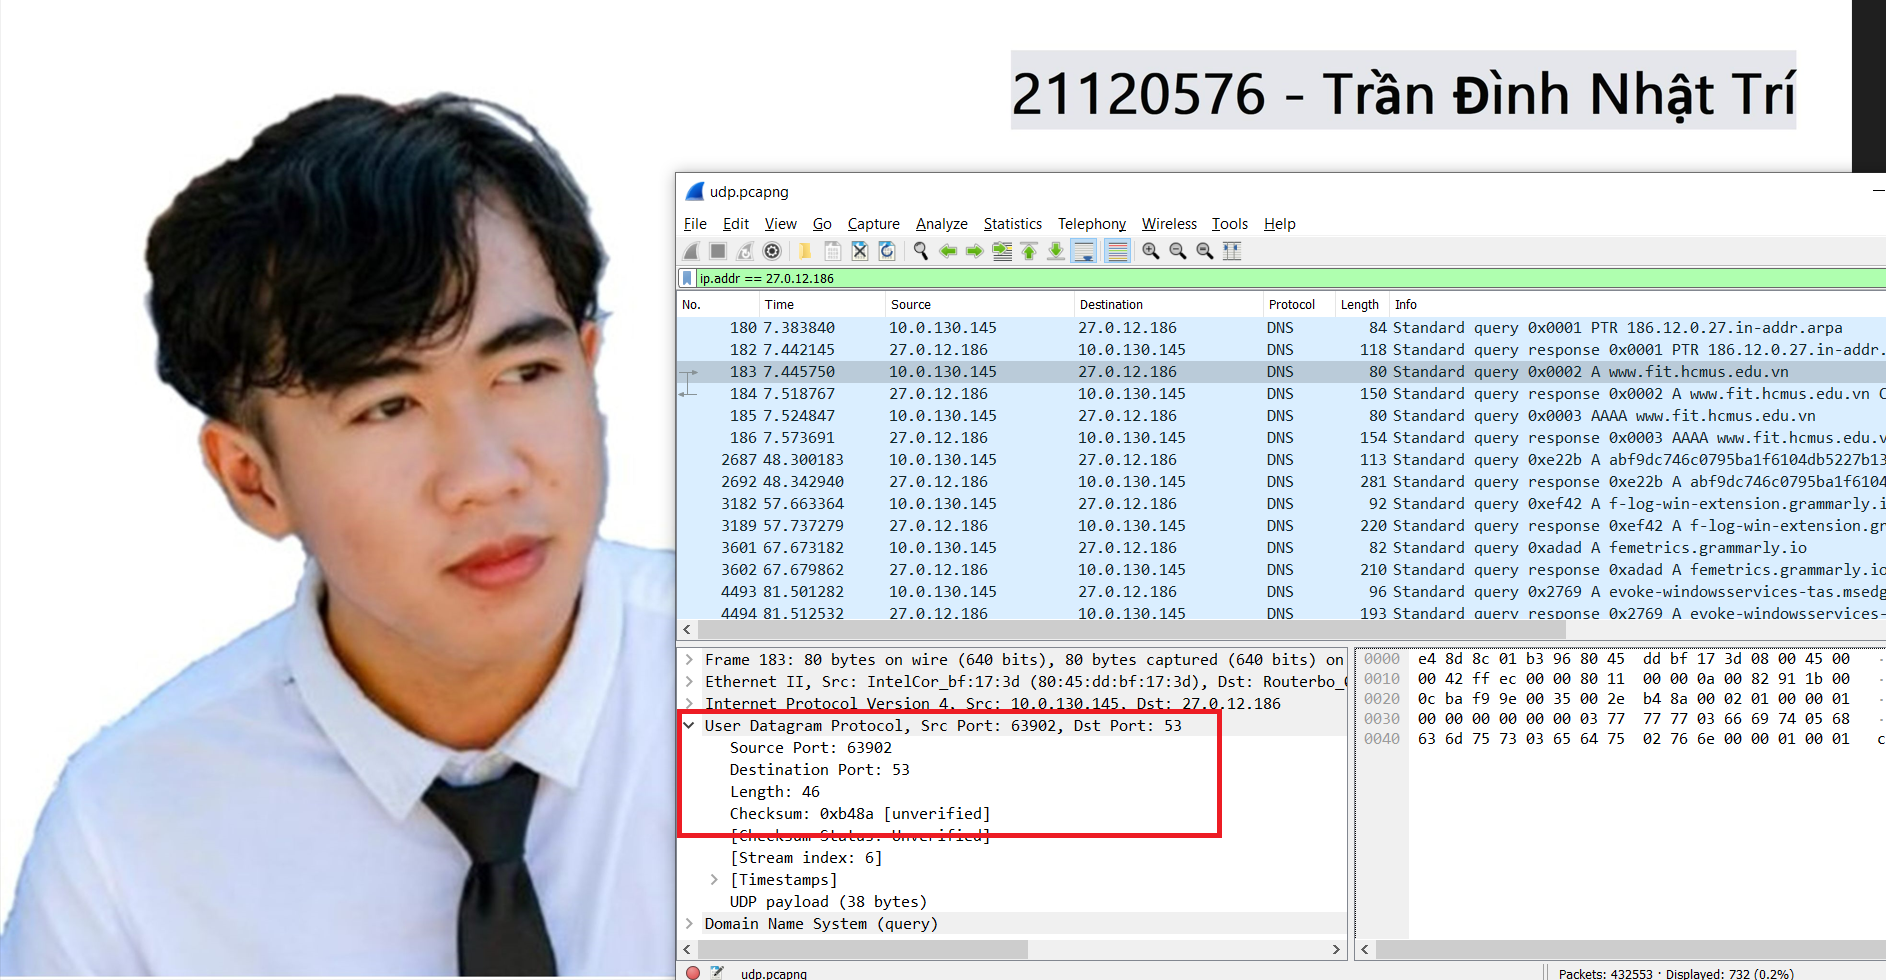 21120576 - Trần Đình Nhật Trí
udp.pcapng
File Edit View Go Capture Analyze Statistics Telephony Wireless Tools Help
ip.addr == 27.0.12.186
No. Time Source Destination Protocol Length Info
180 7.383840 10.0.130.145 27.0.12.186 DNS 84 Standard query 0x0001 PTR 186.12.0.27.in-addr.arpa
182 7.442145 27.0.12.186 10.0.130.145 DNS 118 Standard query response 0x0001 PTR 186.12.0.27.in-addr.
183 7.445750 10.0.130.145 27.0.12.186 DNS 80 Standard query 0x0002 A www.fit.hcmus.edu.vn
184 7.518767 27.0.12.186 10.0.130.145 DNS 150 Standard query response 0x0002 A www.fit.hcmus.edu.vn C
185 7.524847 10.0.130.145 27.0.12.186 DNS 80 Standard query 0x0003 AAAA www.fit.hcmus.edu.vn
186 7.573691 27.0.12.186 10.0.130.145 DNS 154 Standard query response 0x0003 AAAA www.fit.hcmus.edu.v
2687 48.300183 10.0.130.145 27.0.12.186 DNS 113 Standard query 0xe22b A abf9dc746c0795ba1f6104db5227b13
2692 48.342940 27.0.12.186 10.0.130.145 DNS 281 Standard query response 0xe22b A abf9dc746c0795ba1f6104
3182 57.663364 10.0.130.145 27.0.12.186 DNS 92 Standard query 0xef42 A f-log-win-extension.grammarly.i
3189 57.737279 27.0.12.186 10.0.130.145 DNS 220 Standard query response 0xef42 A f-log-win-extension.gr
3601 67.673182 10.0.130.145 27.0.12.186 DNS 82 Standard query 0xadad A femetrics.grammarly.io
3602 67.679862 27.0.12.186 10.0.130.145 DNS 210 Standard query response 0xadad A femetrics.grammarly.io
4493 81.501282 10.0.130.145 27.0.12.186 DNS 96 Standard query 0x2769 A evoke-windowsservices-tas.msedg
4494 81.512532 27.0.12.186 10.0.130.145 DNS 193 Standard query response 0x2769 A evoke-windowsservices-
Frame 183: 80 bytes on wire (640 bits), 80 bytes captured (640 bits) on
Ethernet II, Src: IntelCor_bf:17:3d (80:45:dd:bf:17:3d), Dst: Routerbo_
Internet Protocol Version 4, Src: 10.0.130.145, Dst: 27.0.12.186
User Datagram Protocol, Src Port: 63902, Dst Port: 53
Source Port: 63902
Destination Port: 53
Length: 46
Checksum: 0xb48a [unverified]
[Checksum Status: Unverified]
[Stream index: 6]
[Timestamps]
UDP payload (38 bytes)
Domain Name System (query)
0000 e4 8d 8c 01 b3 96 80 45 dd bf 17 3d 08 00 45 00
0010 00 42 ff ec 00 00 80 11 00 00 0a 00 82 91 1b 00
0020 0c ba f9 9e 00 35 00 2e b4 8a 00 02 01 00 00 01
0030 00 00 00 00 00 00 03 77 77 77 03 66 69 74 05 68
0040 63 6d 75 73 03 65 64 75 02 76 6e 00 00 01 00 01 c
udp.pcapng Packets: 432553 · Displayed: 732 (0.2%)